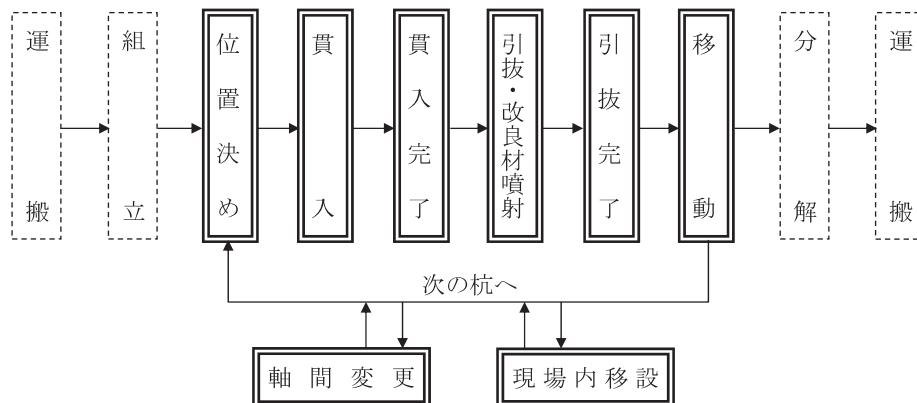 運搬
組立
位置決め
貫入
貫入完了
引抜・改良材噴射
引抜完了
移動
分解
運搬
次の杭へ
軸間変更
現場内移設